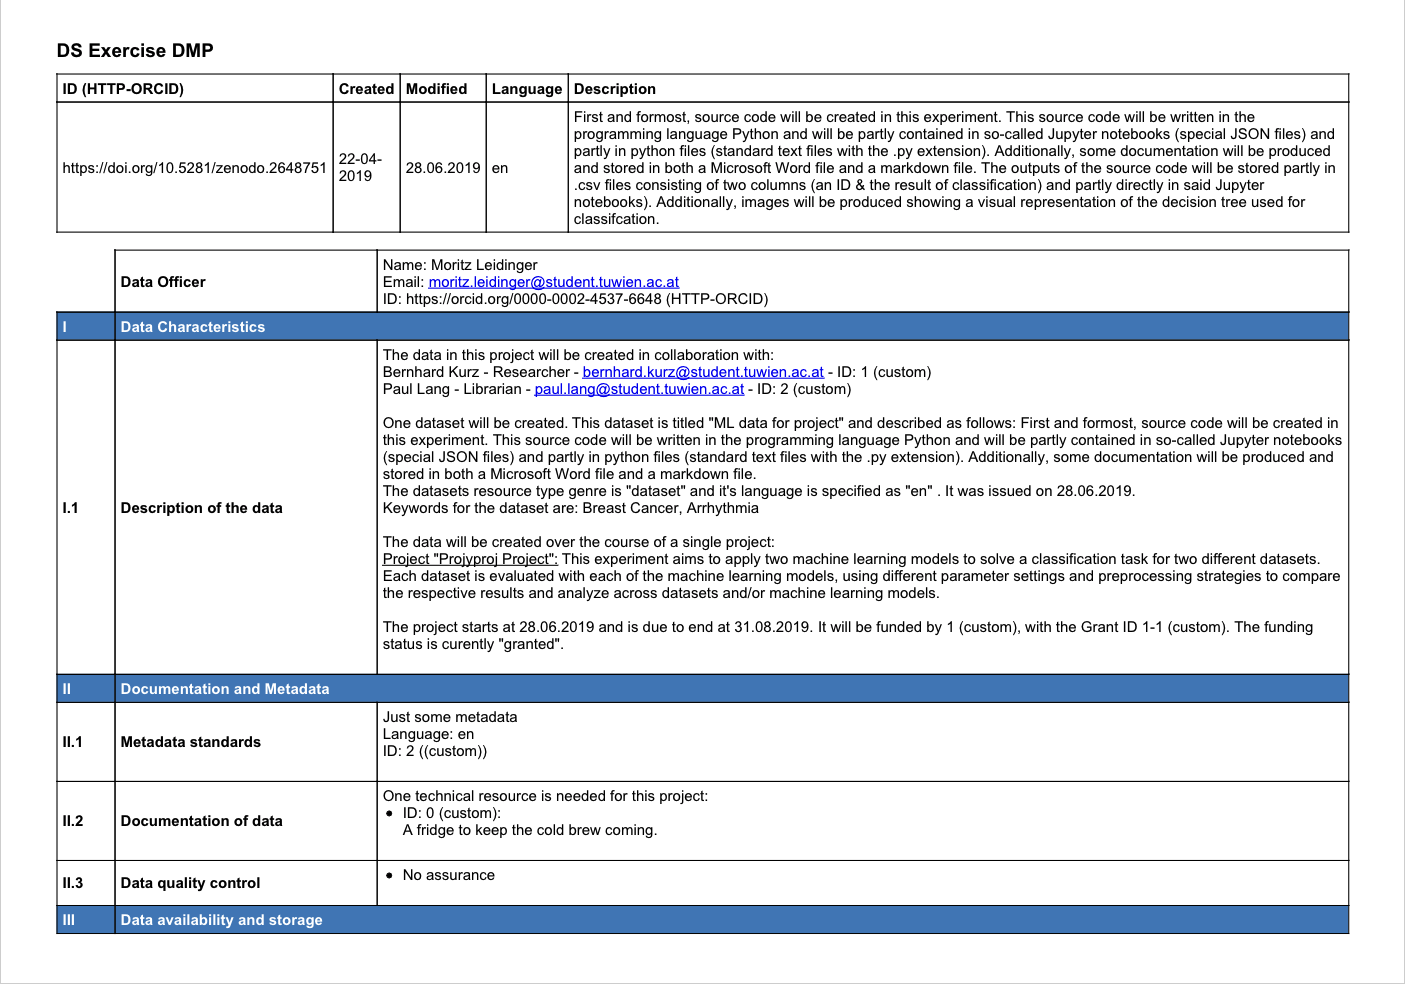 DS Exercise DMP
ID (HTTP-ORCID) Created Modified Language Description
https://doi.org/10.5281/zenodo.2648751 22-04-2019 28.06.2019 en
First and formost, source code will be created in this experiment. This source code will be written in the
programming language Python and will be partly contained in so-called Jupyter notebooks (special JSON files) and
partly in python files (standard text files with the .py extension). Additionally, some documentation will be produced
and stored in both a Microsoft Word file and a markdown file. The outputs of the source code will be stored partly in
.csv files consisting of two columns (an ID & the result of classification) and partly directly in said Jupyter
notebooks). Additionally, images will be produced showing a visual representation of the decision tree used for
classifcation.
Data Officer
Name: Moritz Leidinger
Email: moritz.leidinger@student.tuwien.ac.at
ID: https://orcid.org/0000-0002-4537-6648 (HTTP-ORCID)
I Data Characteristics
I.1 Description of the data
The data in this project will be created in collaboration with:
Bernhard Kurz - Researcher - bernhard.kurz@student.tuwien.ac.at - ID: 1 (custom)
Paul Lang - Librarian - paul.lang@student.tuwien.ac.at - ID: 2 (custom)
One dataset will be created. This dataset is titled "ML data for project" and described as follows: First and formost, source code will be created in
this experiment. This source code will be written in the programming language Python and will be partly contained in so-called Jupyter notebooks
(special JSON files) and partly in python files (standard text files with the .py extension). Additionally, some documentation will be produced and
stored in both a Microsoft Word file and a markdown file.
The datasets resource type genre is "dataset" and it's language is specified as "en" . It was issued on 28.06.2019.
Keywords for the dataset are: Breast Cancer, Arrhythmia
The data will be created over the course of a single project:
Project "Projyproj Project": This experiment aims to apply two machine learning models to solve a classification task for two different datasets.
Each dataset is evaluated with each of the machine learning models, using different parameter settings and preprocessing strategies to compare
the respective results and analyze across datasets and/or machine learning models.
The project starts at 28.06.2019 and is due to end at 31.08.2019. It will be funded by 1 (custom), with the Grant ID 1-1 (custom). The funding
status is curently "granted".
II Documentation and Metadata
II.1 Metadata standards
Just some metadata
Language: en
ID: 2 ((custom))
II.2 Documentation of data
One technical resource is needed for this project:
• ID: 0 (custom):
A fridge to keep the cold brew coming.
II.3 Data quality control
• No assurance
III Data availability and storage